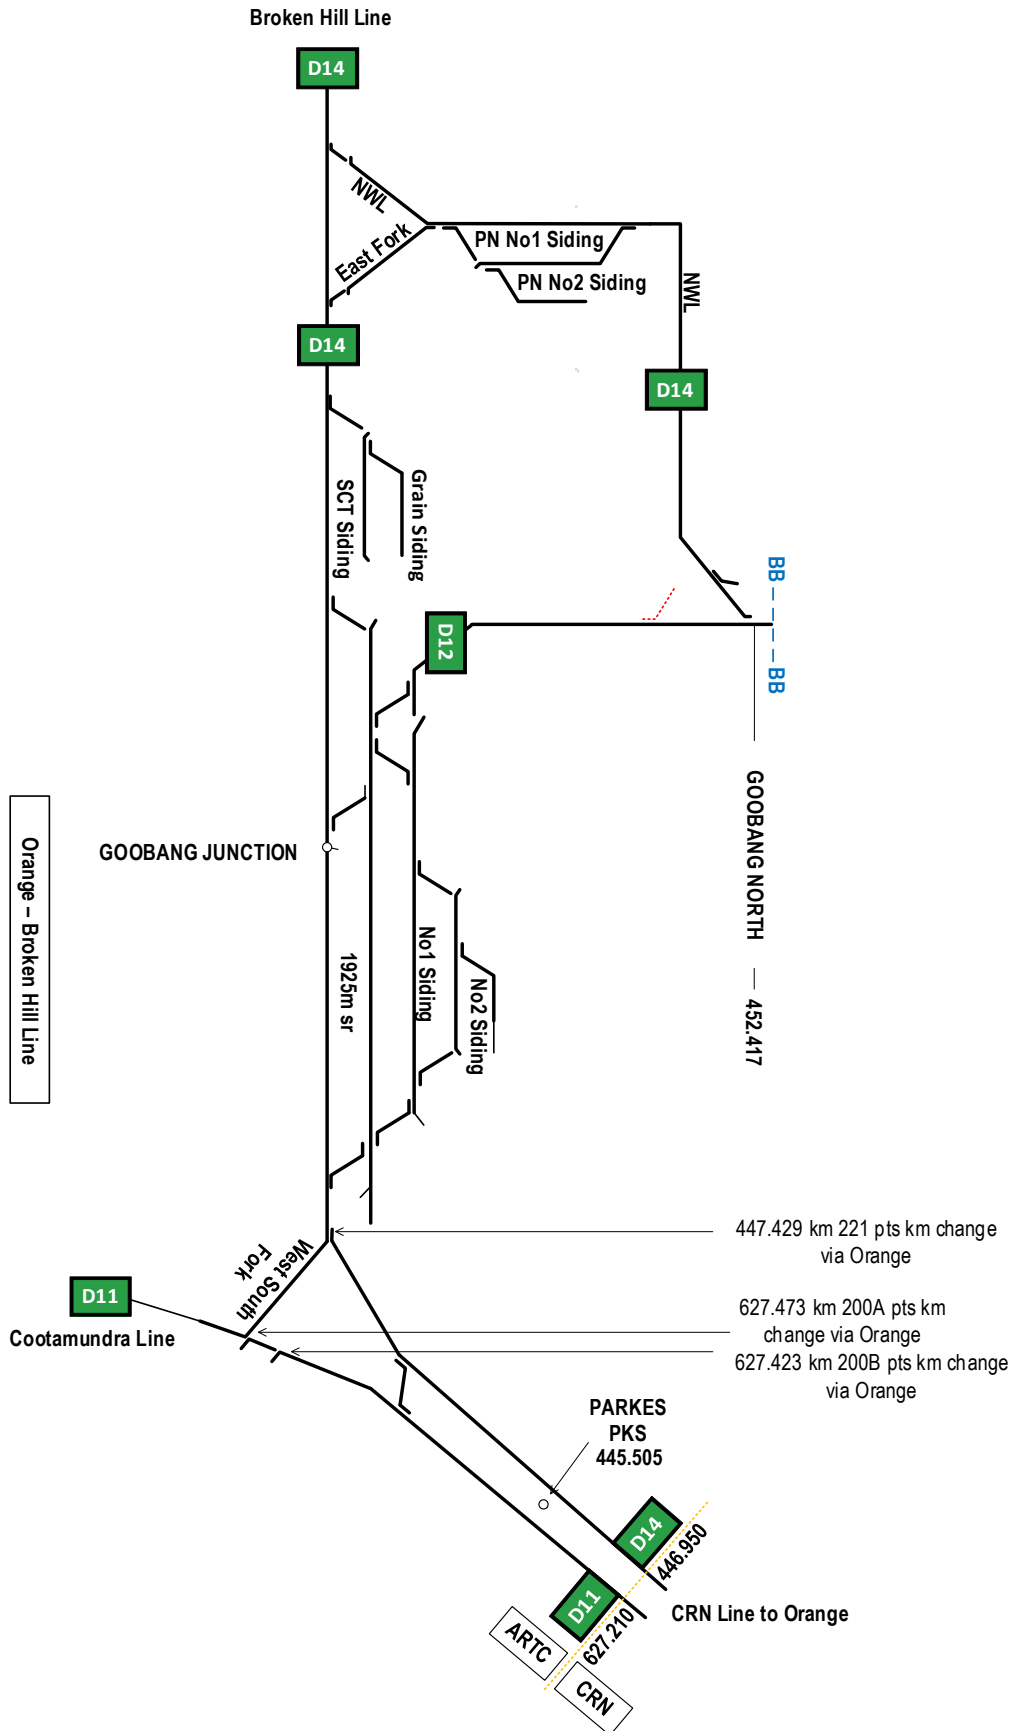 Broken Hill Line
D14
NWL
East Fork
PN No1 Siding
PN No2 Siding
NWL
D14
D14
SCT Siding
Grain Siding
BB
BB
D12
GOOBANG NORTH — 452.417
GOOBANG JUNCTION
Orange – Broken Hill Line
1925m sr
No1 Siding
No2 Siding
447.429 km 221 pts km change
via Orange
West South
Fork
D11
Cootamundra Line
627.473 km 200A pts km
change via Orange
627.423 km 200B pts km change
via Orange
PARKES
PKS
445.505
D14
446.950
D11
627.210
CRN Line to Orange
ARTC
CRN